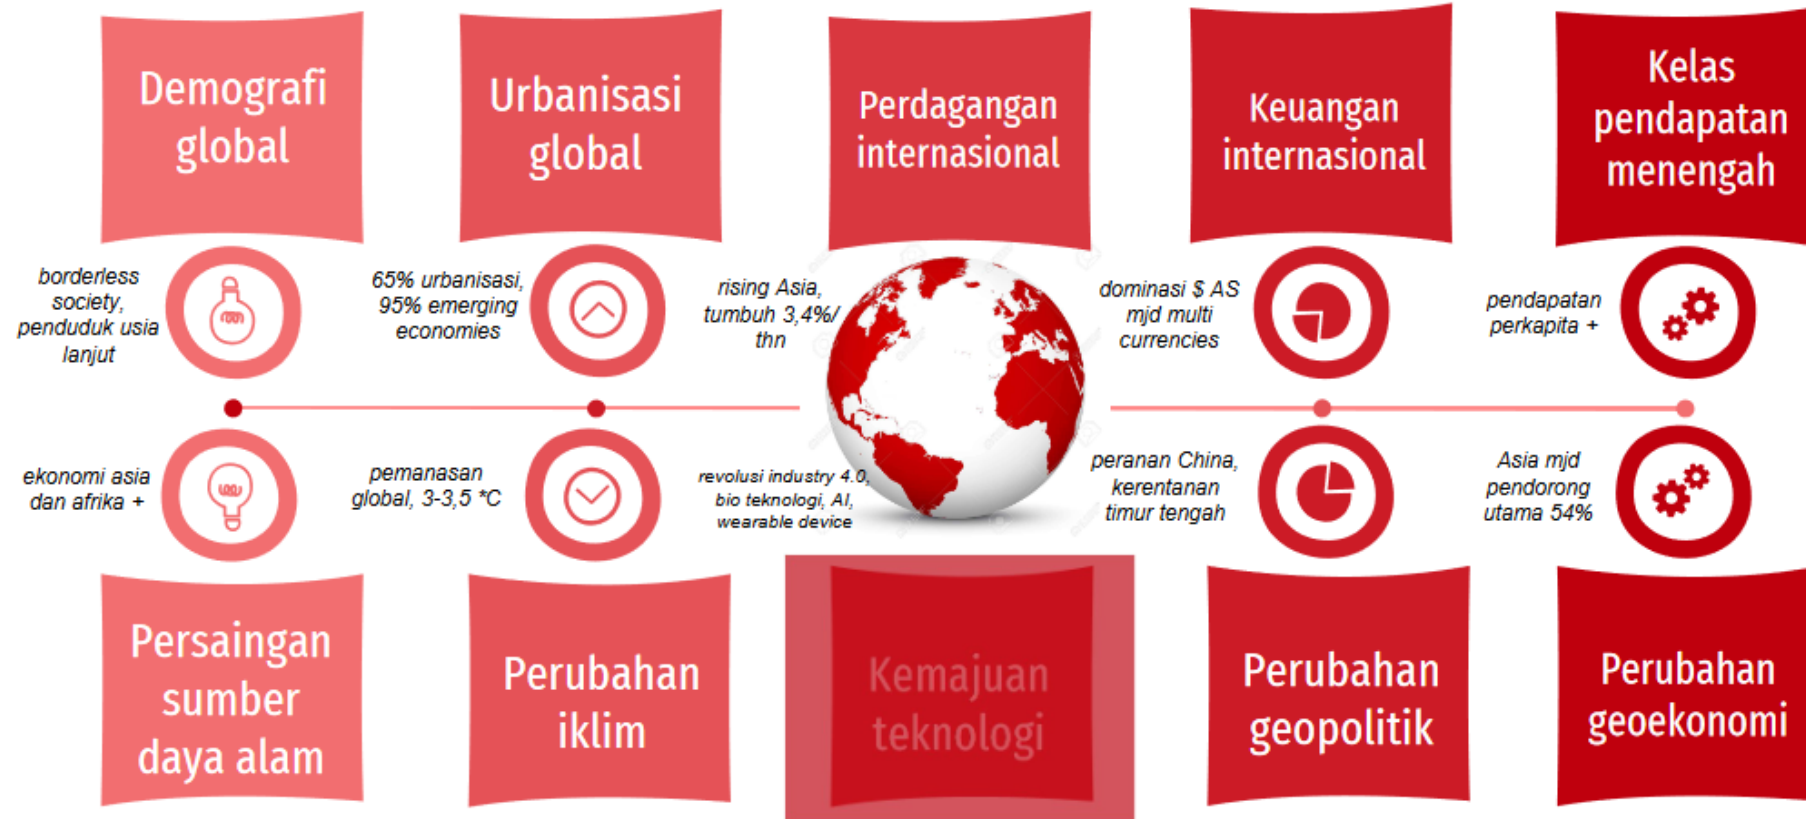 Demografi
global
Urbanisasi
global
Perdagangan
internasional
Keuangan
internasional
Kelas
pendapatan
menengah
borderless
society,
penduduk usia
lanjut
65% urbanisasi,
95% emerging
economies
rising Asia,
tumbuh 3,4%/
thn
dominasi $ AS
mjd multi
currencies
pendapatan
perkapita +
ekonomi asia
dan afrika +
pemanasan
global, 3-3,5 *C
revolusi industry 4.0,
bio teknologi, AI,
wearable device
peranan China,
kerentanan
timur tengah
Asia mjd
pendorong
utama 54%
Persaingan
sumber
daya alam
Perubahan
iklim
Kemajuan
teknologi
Perubahan
geopolitik
Perubahan
geoekonomi